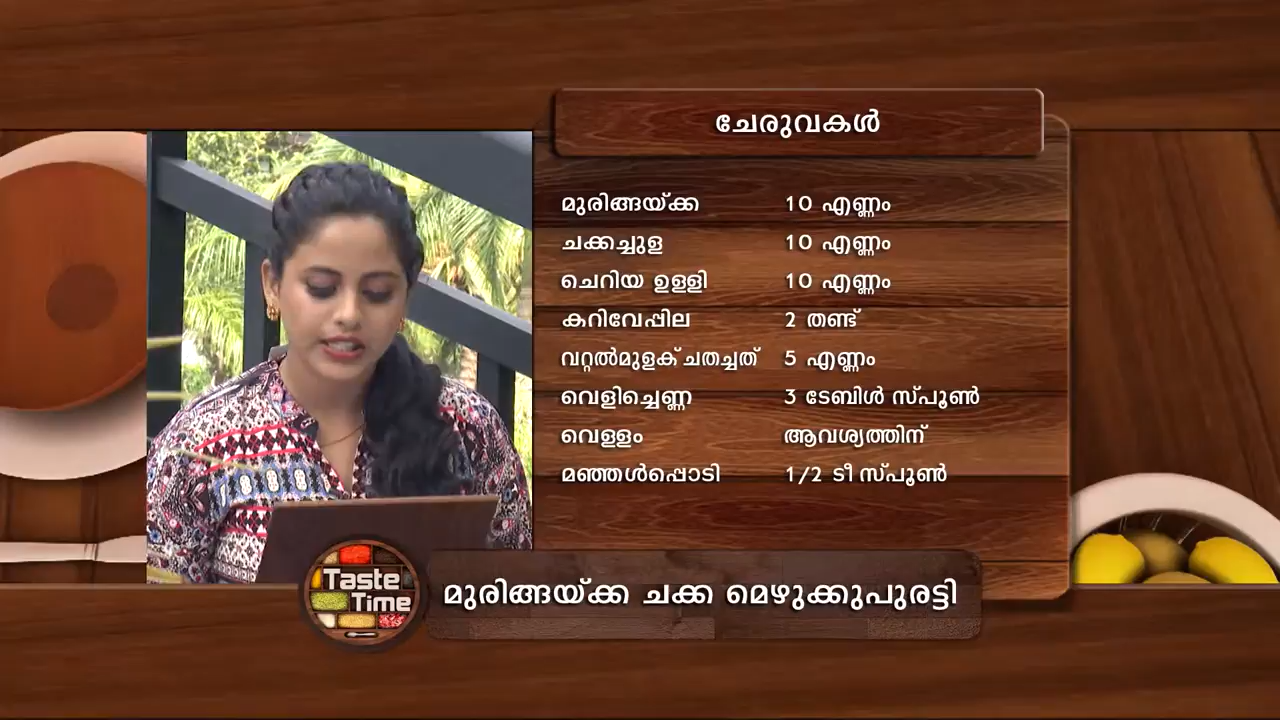 ചേരുവകൾ
മുരിങ്ങയ്ക്ക 10 എണ്ണം
ചക്കച്ചുള 10 എണ്ണം
ചെറിയ ഉള്ളി 10 എണ്ണം
കറിവേപ്പില 2 തണ്ട്
വറ്റൽമുളക് ചതച്ചത് 5 എണ്ണം
വെളിച്ചെണ്ണ 3 ടേബിൾ സ്പൂൺ
വെള്ളം ആവശ്യത്തിന്
മഞ്ഞൾപ്പൊടി 1/2 ടീ സ്പൂൺ
Taste
Time
മുരിങ്ങയ്ക്ക ചക്ക മെഴുക്കുപുരട്ടി